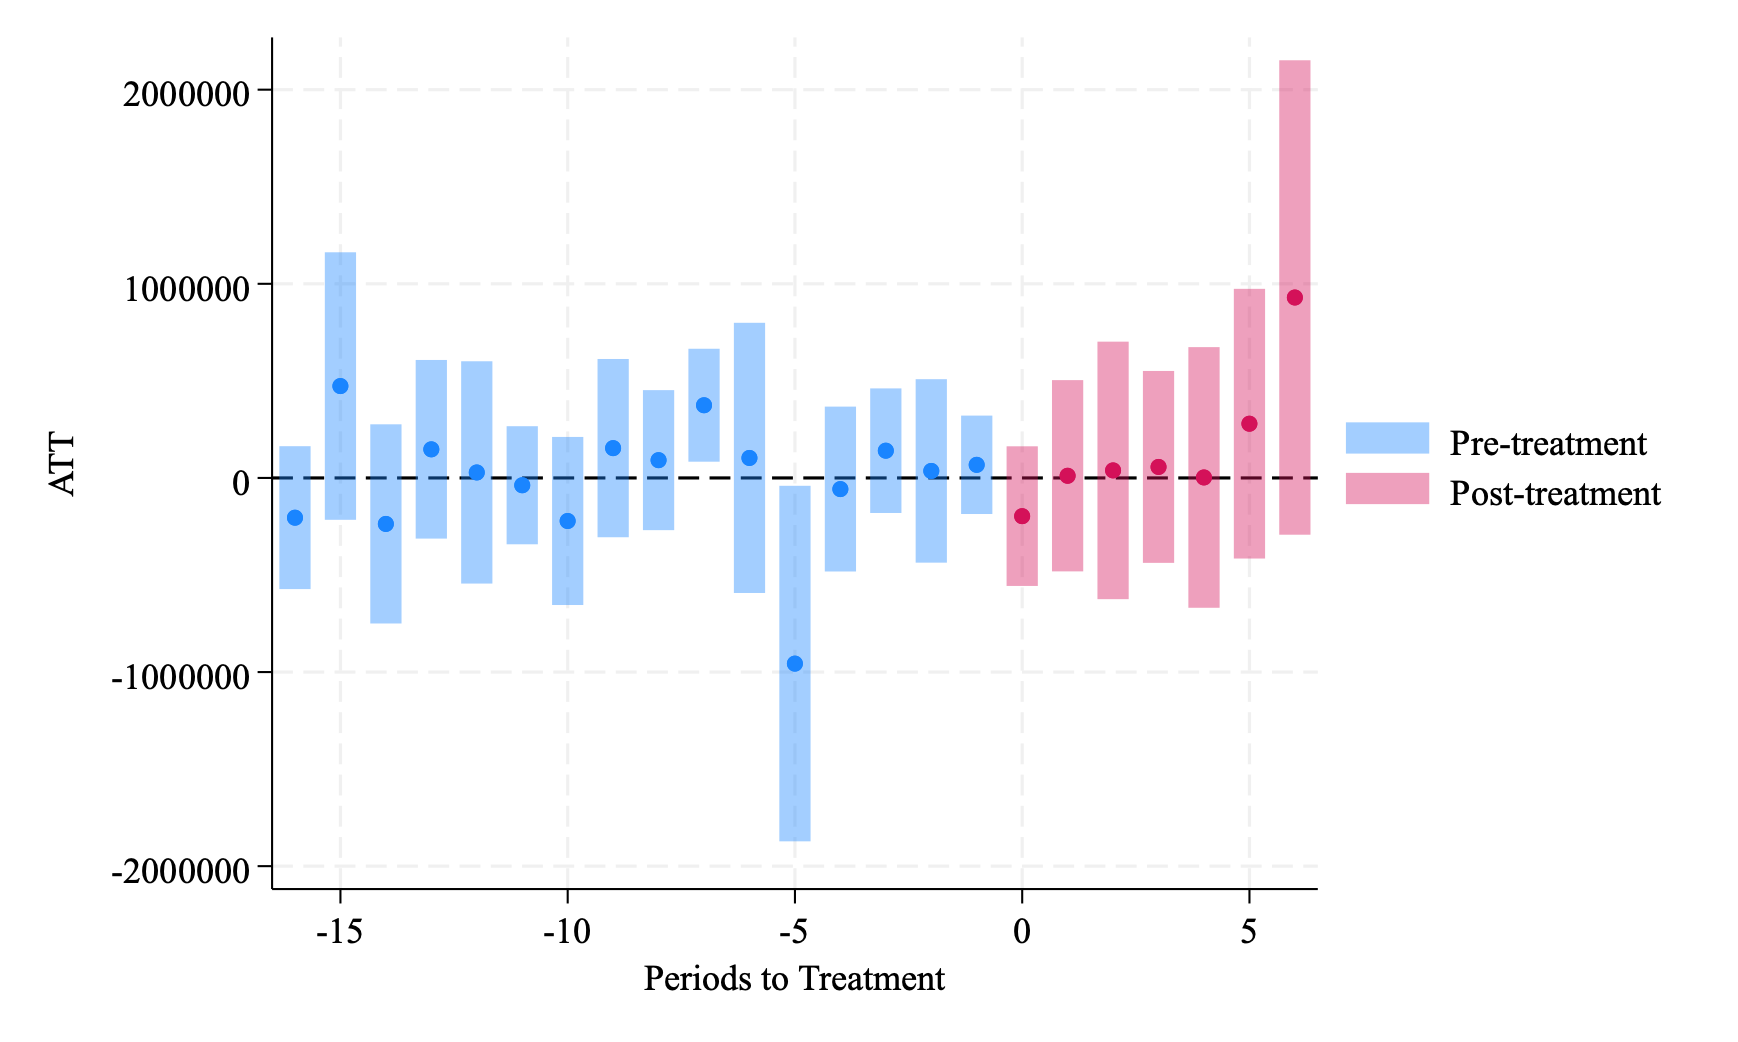 ATT
2000000
1000000
0
-1000000
-2000000
-15
-10
-5
0
5
Periods to Treatment
Pre-treatment
Post-treatment